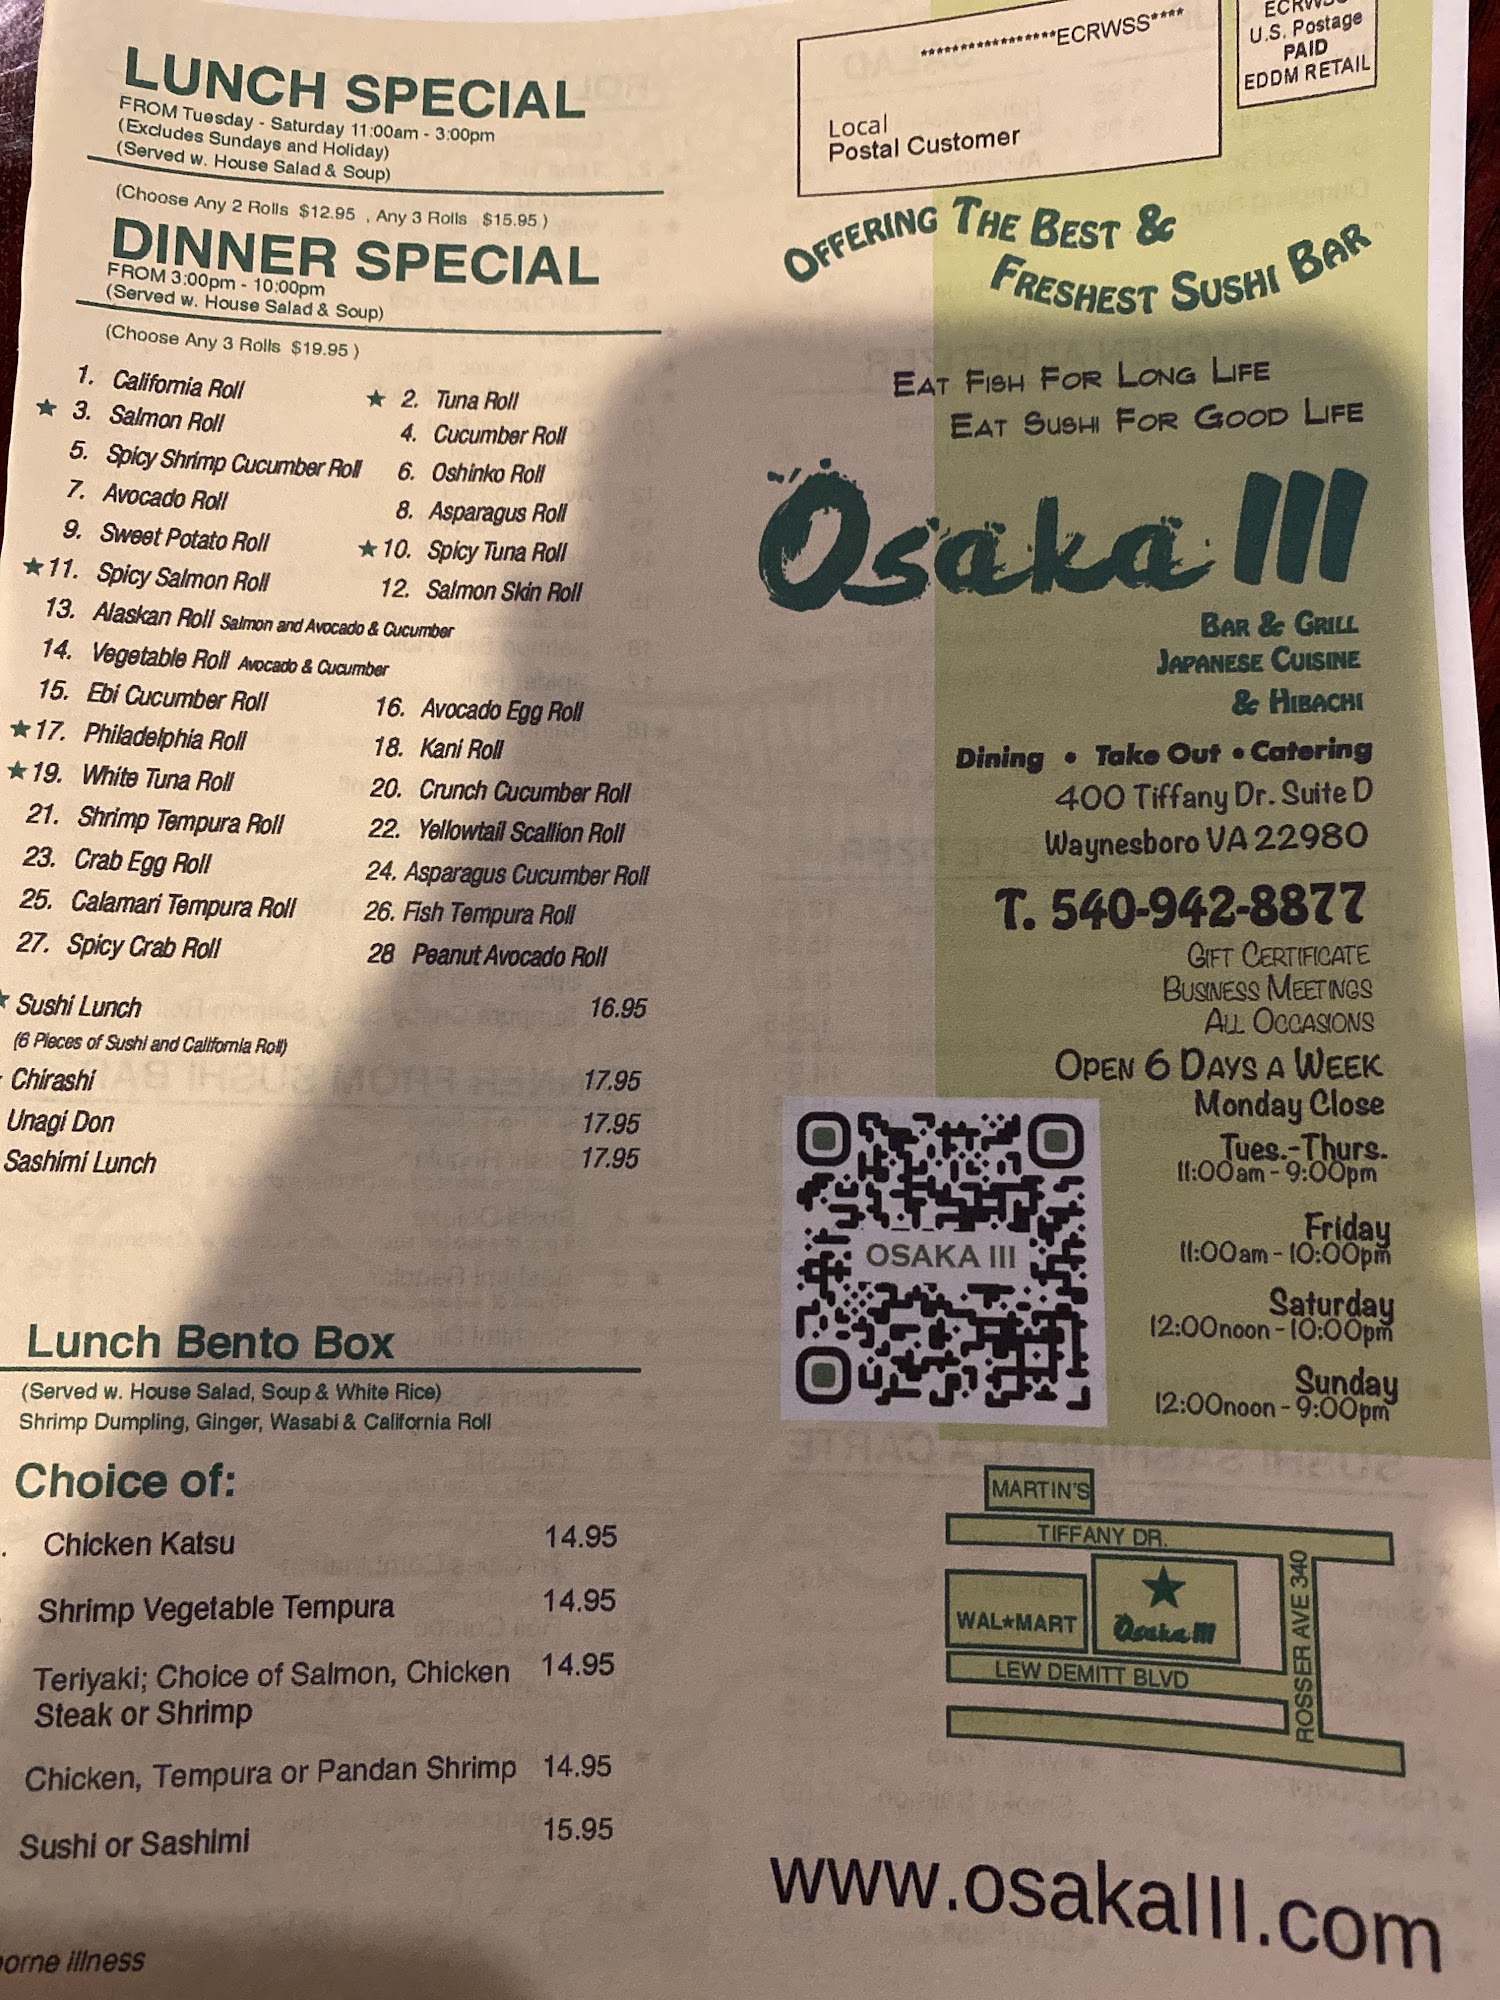 LUNCH SPECIAL
FROM Tuesday - Saturday 11:00am - 3:00pm
(Excludes Sundays and Holiday)
(Served w. House Salad & Soup)
(Choose Any 2 Rolls $12.95 , Any 3 Rolls $15.95 )
DINNER SPECIAL
FROM 3:00pm - 10:00pm
(Served w. House Salad & Soup)
(Choose Any 3 Rolls $19.95 )
1. California Roll
★ 2. Tuna Roll
★ 3. Salmon Roll
4. Cucumber Roll
5. Spicy Shrimp Cucumber Roll
6. Oshinko Roll
7. Avocado Roll
8. Asparagus Roll
9. Sweet Potato Roll
★ 10. Spicy Tuna Roll
★ 11. Spicy Salmon Roll
12. Salmon Skin Roll
13. Alaskan Roll Salmon and Avocado & Cucumber
14. Vegetable Roll Avocado & Cucumber
15. Ebi Cucumber Roll
16. Avocado Egg Roll
★ 17. Philadelphia Roll
18. Kani Roll
★ 19. White Tuna Roll
20. Crunch Cucumber Roll
21. Shrimp Tempura Roll
22. Yellowtail Scallion Roll
23. Crab Egg Roll
24. Asparagus Cucumber Roll
25. Calamari Tempura Roll
26. Fish Tempura Roll
27. Spicy Crab Roll
28 Peanut Avocado Roll
★ Sushi Lunch 16.95
(6 Pieces of Sushi and California Roll)
Chirashi 17.95
Unagi Don 17.95
Sashimi Lunch 17.95
Lunch Bento Box
(Served w. House Salad, Soup & White Rice)
Shrimp Dumpling, Ginger, Wasabi & California Roll
Choice of:
Chicken Katsu 14.95
Shrimp Vegetable Tempura 14.95
Teriyaki; Choice of Salmon, Chicken 14.95
Steak or Shrimp
Chicken, Tempura or Pandan Shrimp 14.95
Sushi or Sashimi 15.95
illness
*****************ECRWSS****
Local
Postal Customer
ECRWSS
U.S. Postage
PAID
EDDM RETAIL
OFFERING THE BEST &
FRESHEST SUSHI BAR
EAT FISH FOR LONG LIFE
EAT SUSHI FOR GOOD LIFE
Osaka III
BAR & GRILL
JAPANESE CUISINE
& HIBACHI
Dining • Take Out • Catering
400 Tiffany Dr. Suite D
Waynesboro VA 22980
T. 540-942-8877
GIFT CERTIFICATE
BUSINESS MEETINGS
ALL OCCASIONS
OPEN 6 DAYS A WEEK
Monday Close
Tues.-Thurs.
11:00am - 9:00pm
Friday
11:00am - 10:00pm
Saturday
12:00noon - 10:00pm
Sunday
12:00noon - 9:00pm
OSAKA III
MARTIN'S
TIFFANY DR.
WAL★MART
Osaka III
LEW DEMITT BLVD
ROSSER AVE 340
www.osakaIII.com